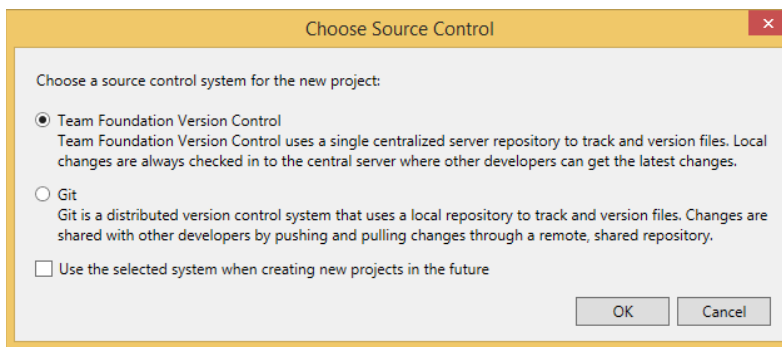 Choose Source Control
Choose a source control system for the new project:
Team Foundation Version Control
Team Foundation Version Control uses a single centralized server repository to track and version files. Local
changes are always checked in to the central server where other developers can get the latest changes.
Git
Git is a distributed version control system that uses a local repository to track and version files. Changes are
shared with other developers by pushing and pulling changes through a remote, shared repository.
Use the selected system when creating new projects in the future
OK Cancel